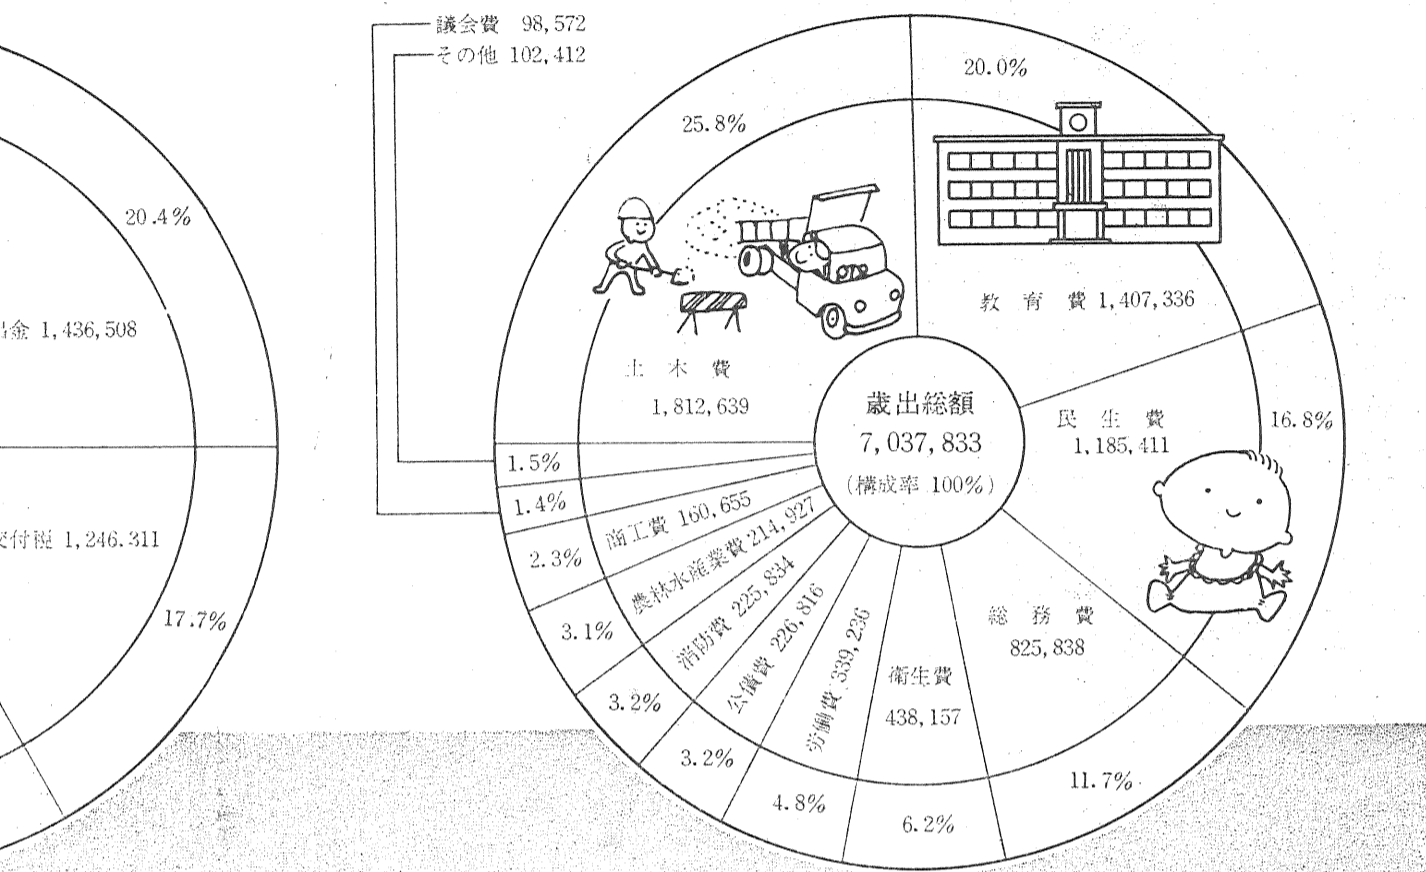 議会費 98,572
その他 102,412
20.4%
金 1,436,508
交付税 1,246.311
17.7%
20.0%
教育費 1,407,336
16.8%
民生費
1,185,411
11.7%
総務費
825,838
6.2%
衛生費
438,157
4.8%
労働費 339,236
3.2%
公債費 226,816
3.2%
消防費 225,834
3.1%
農林水産業費 214,927
2.3%
商工費 160,655
1.4%
1.5%
25.8%
土木費
1,812,639
歳出総額
7,037,833
(構成率 100%)